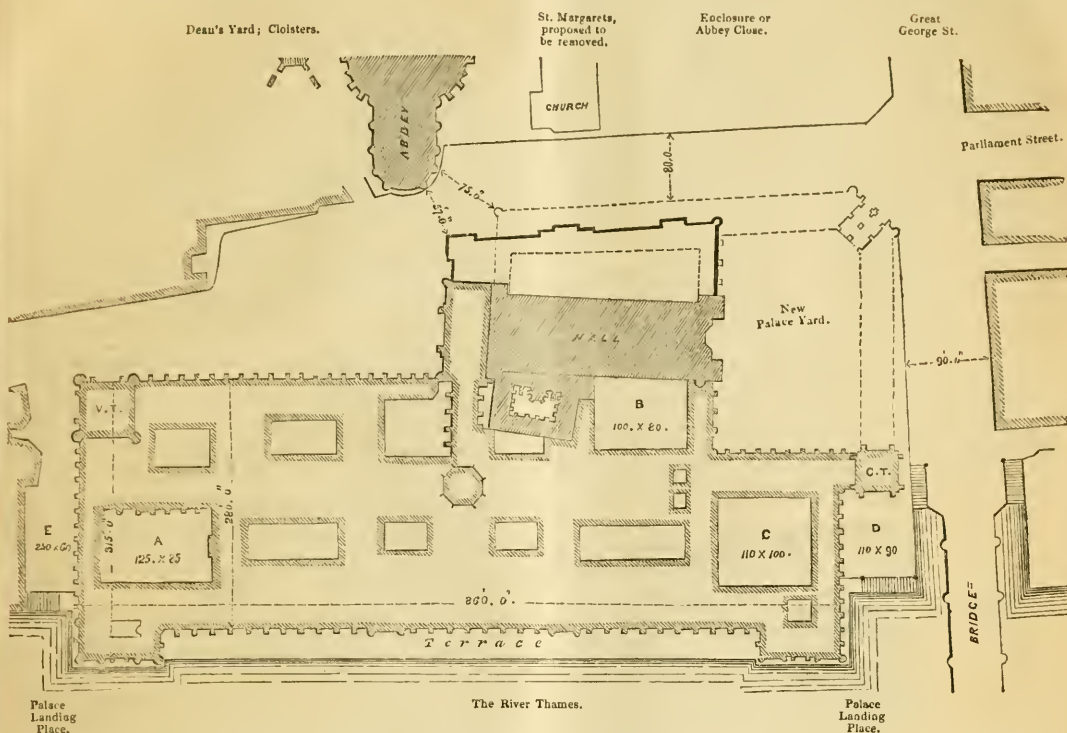 Dean's Yard; Cloisters.
St. Margarets,
proposed to
be removed.
Enclosure or
Abbey Close.
Great
George St.
ABBEY
CHURCH
Parliament Street.
80.0.
75.0"
57.0"
HALL
New
Palace Yard.
90.0"
V.T.
B
100. X 80.
C.T.
315.0"
280.0"
E
250 X 60
A
125. X 85
C
110 X 100.
D
110 X 90
860'.0'.
Terrace
BRIDGE
Palace
Landing
Place.
The River Thames.
Palace
Landing
Place.